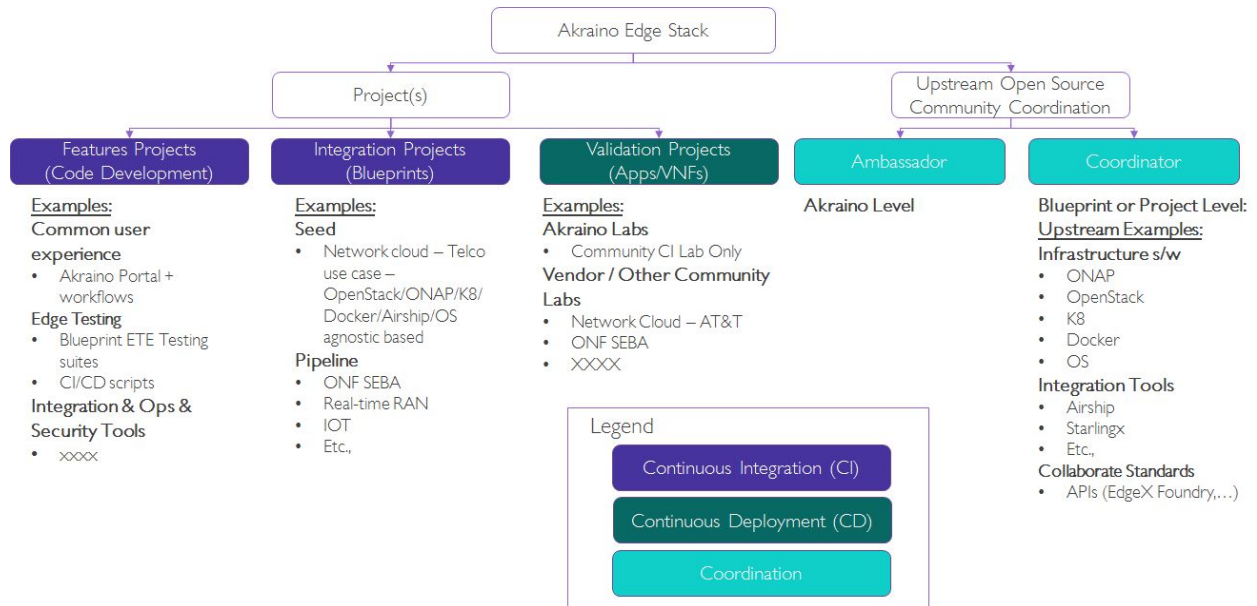 Akraino Edge Stack
Project(s)
Upstream Open Source
Community Coordination
Features Projects
(Code Development)
Integration Projects
(Blueprints)
Validation Projects
(Apps/VNFs)
Ambassador
Coordinator
Examples:
Common user
experience
• Akraino Portal +
workflows
Edge Testing
• Blueprint ETE Testing
suites
• CI/CD scripts
Integration & Ops &
Security Tools
• xxxx
Examples:
Seed
• Network cloud – Telco
use case –
OpenStack/ONAP/K8/
Docker/Airship/OS
agnostic based
Pipeline
• ONF SEBA
• Real-time RAN
• IOT
• Etc.,
Examples:
Akraino Labs
• Community CI Lab Only
Vendor / Other Community
Labs
• Network Cloud – AT&T
• ONF SEBA
• XXXX
Akraino Level
Blueprint or Project Level:
Upstream Examples:
Infrastructure s/w
• ONAP
• OpenStack
• K8
• Docker
• OS
Integration Tools
• Airship
• Starlingx
• Etc.,
Collaborate Standards
• APIs (EdgeX Foundry,...)
Legend
Continuous Integration (CI)
Continuous Deployment (CD)
Coordination